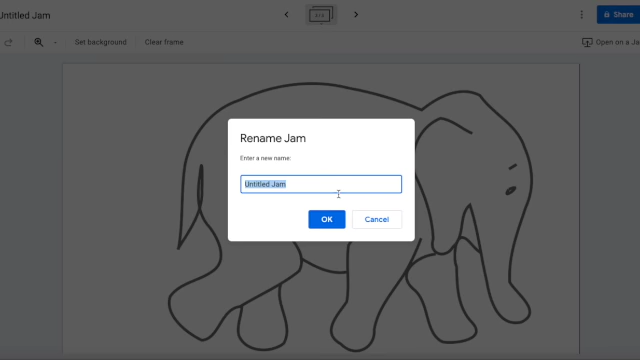 Untitled Jam
Share
Set background
Clear frame
Open on a Ja
Rename Jam
Enter a new name:
Untitled Jam
OK
Cancel